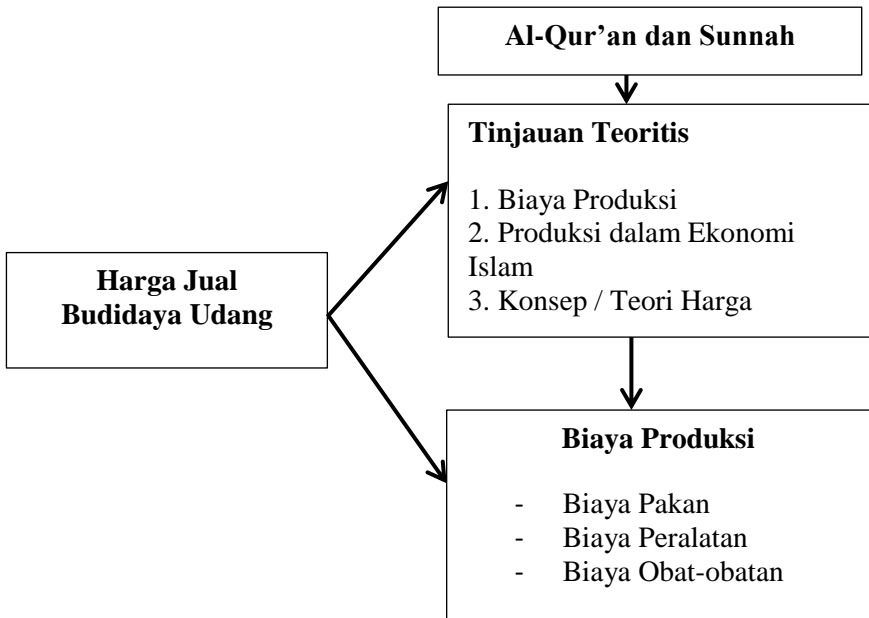 Al-Qur’an dan Sunnah
Tinjauan Teoritis
1. Biaya Produksi
2. Produksi dalam Ekonomi
Islam
3. Konsep / Teori Harga
Harga Jual
Budidaya Udang
Biaya Produksi
- Biaya Pakan
- Biaya Peralatan
- Biaya Obat-obatan